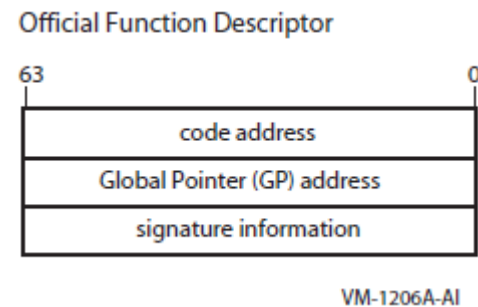 Official Function Descriptor
63 0
code address
Global Pointer (GP) address
signature information
VM-1206A-AI